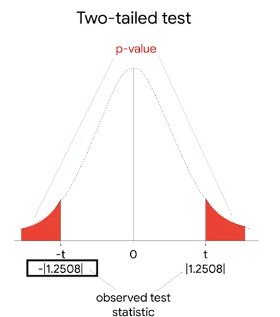 Two-tailed test
p-value
-t 0 t
-|1.2508| |1.2508|
observed test
statistic